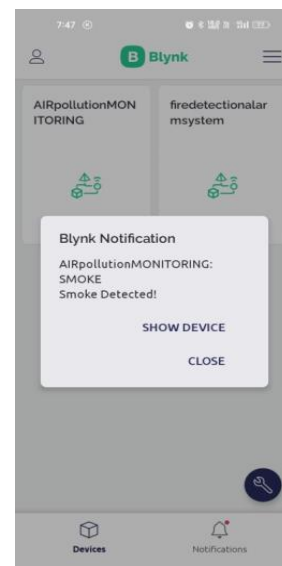 7:47
B Blynk
AIRpollutionMON
ITORING
firedetectionalar
msystem
Blynk Notification
AIRpollutionMONITORING:
SMOKE
Smoke Detected!
SHOW DEVICE
CLOSE
Devices
Notifications